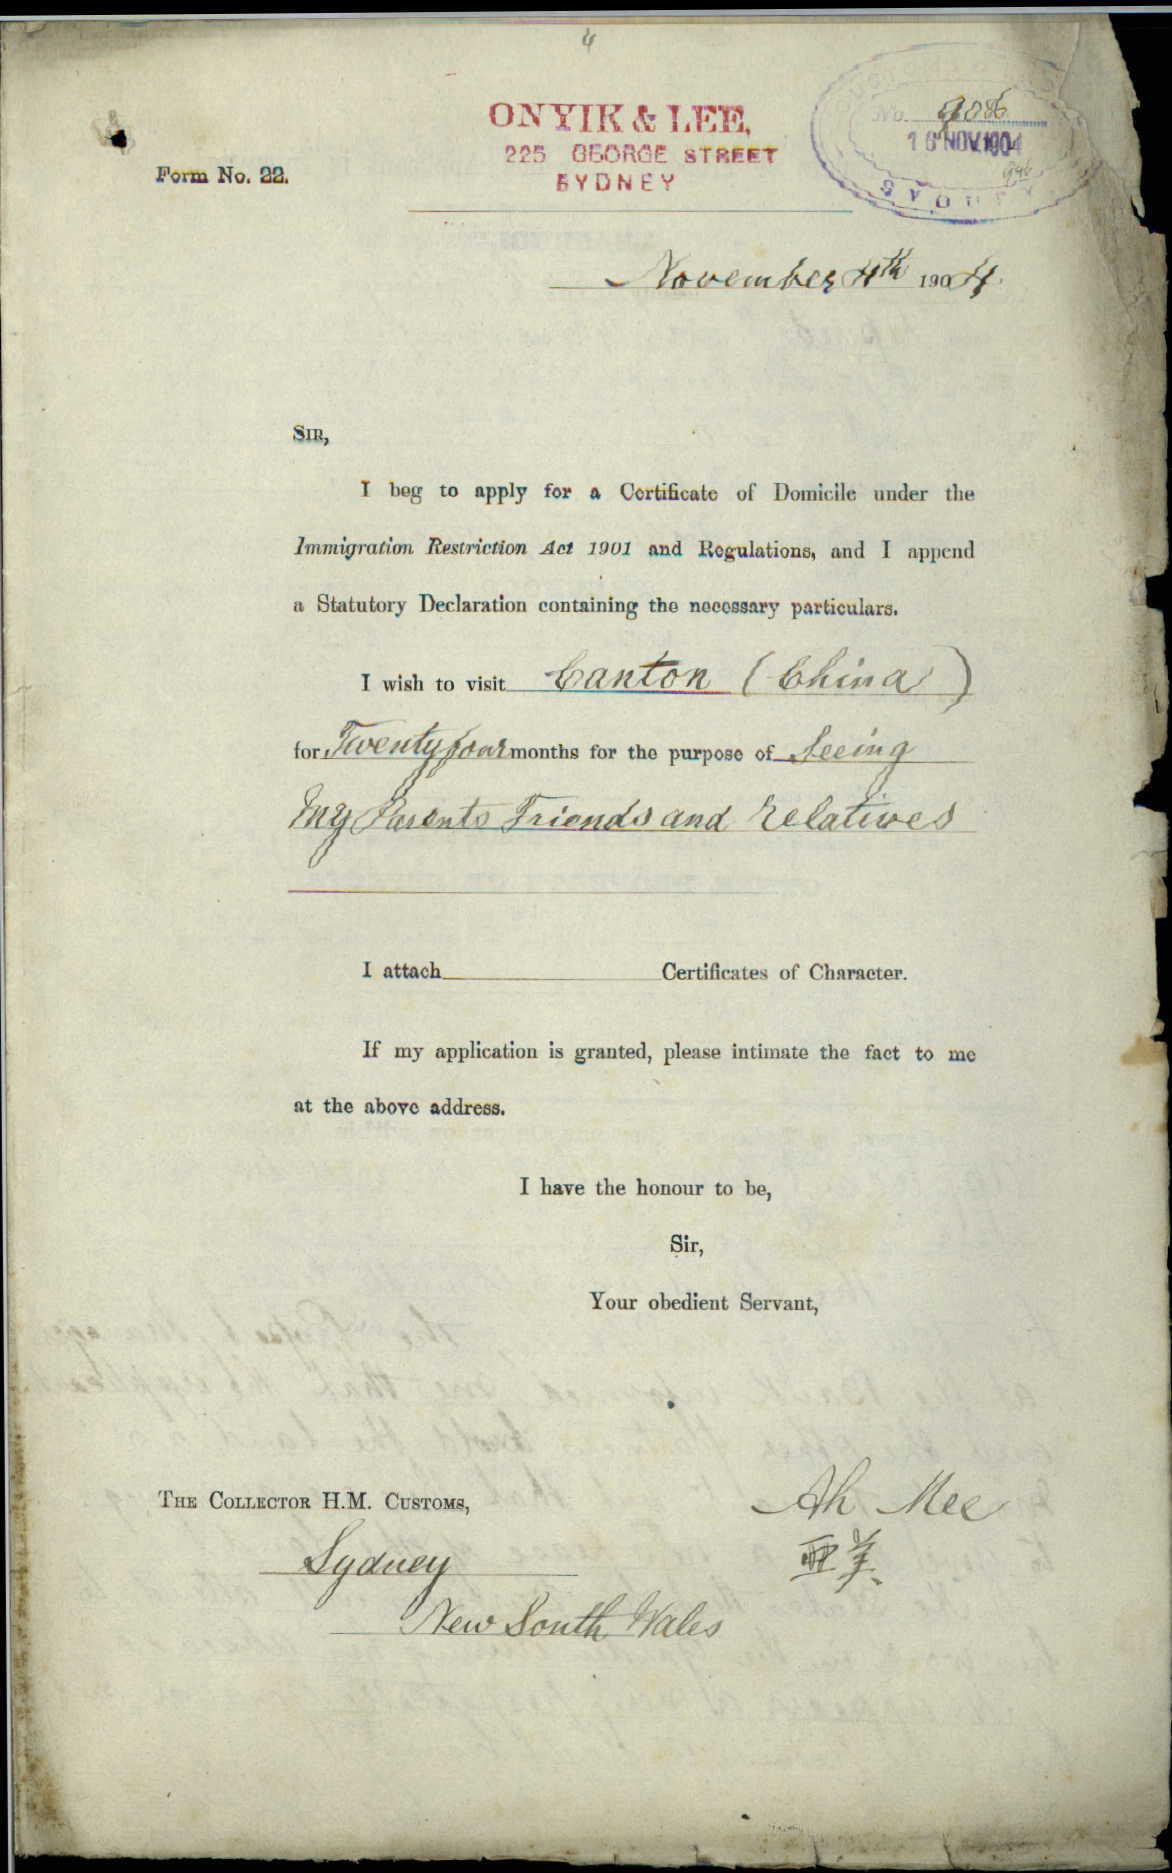 4
ONYIK & LEE,
225 GEORGE STREET
SYDNEY
No. 908
16 NOV.1904
SYDNEY
Form No. 22.
November 4th 1904
SIR,
I beg to apply for a Certificate of Domicile under the
Immigration Restriction Act 1901 and Regulations, and I append
a Statutory Declaration containing the necessary particulars.
I wish to visit Canton (China)
for Twentyfour months for the purpose of Seeing
my Parents Friends and relatives
I attach Certificates of Character.
If my application is granted, please intimate the fact to me
at the above address.
I have the honour to be,
Sir,
Your obedient Servant,
THE COLLECTOR H.M. CUSTOMS,
Ah Mee
亜美
Sydney
New South Wales